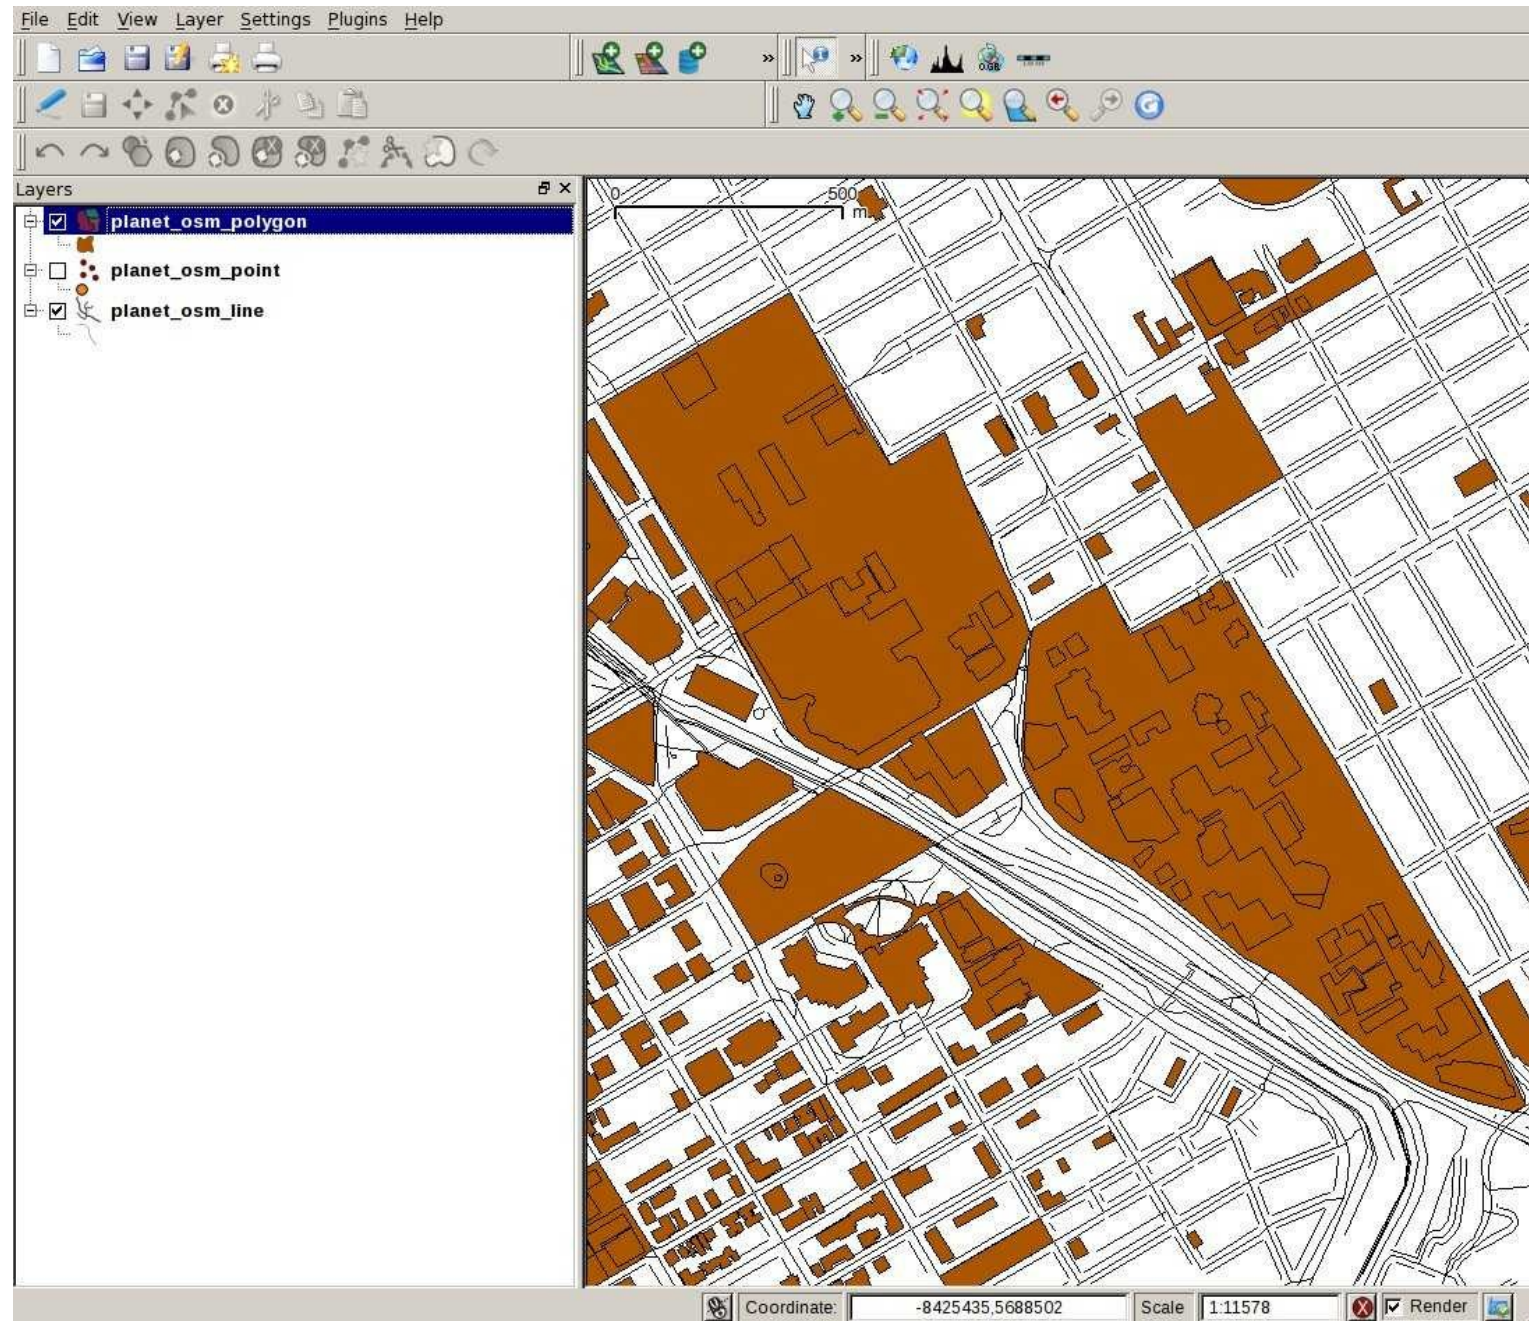 File Edit View Layer Settings Plugins Help
Layers
planet_osm_polygon
planet_osm_point
planet_osm_line
0 500
m
Coordinate: -8425435,5688502 Scale 1:11578 Render